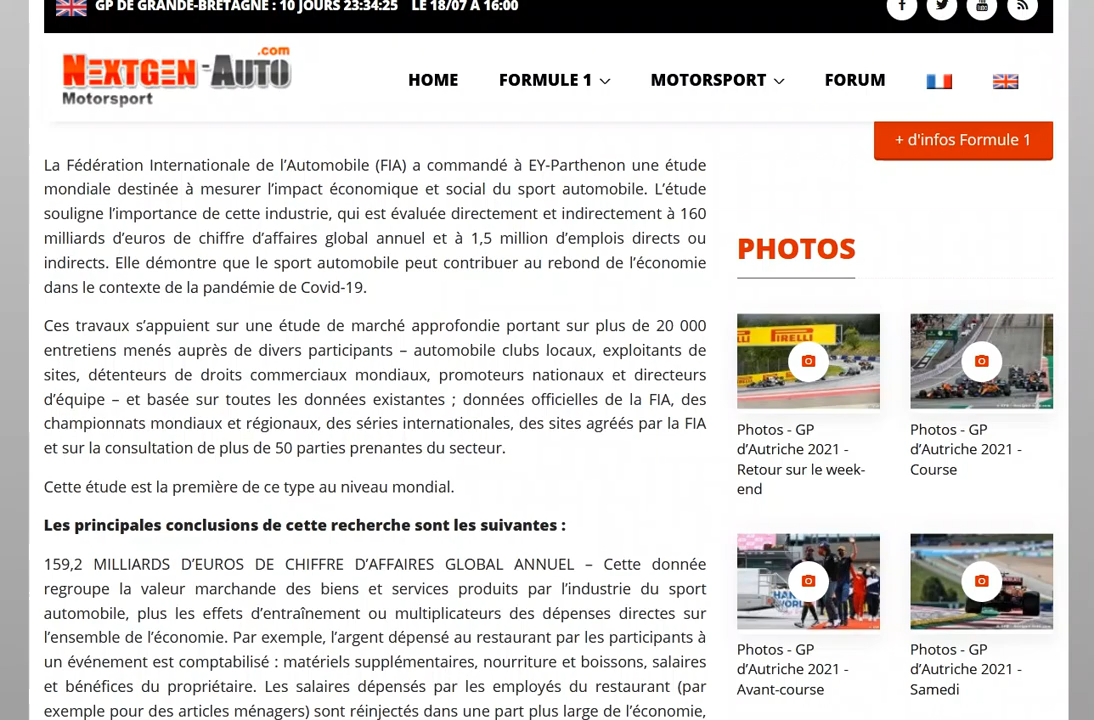 GP DE GRANDE-BRETAGNE : 10 JOURS 23:34:25 LE 18/07 À 16:00
NEXTGEN-AUTO.com
Motorsport
HOME FORMULE 1 MOTORSPORT FORUM
+ d'infos Formule 1
La Fédération Internationale de l’Automobile (FIA) a commandé à EY-Parthenon une étude
mondiale destinée à mesurer l’impact économique et social du sport automobile. L’étude
souligne l’importance de cette industrie, qui est évaluée directement et indirectement à 160
milliards d’euros de chiffre d’affaires global annuel et à 1,5 million d’emplois directs ou
indirects. Elle démontre que le sport automobile peut contribuer au rebond de l’économie
dans le contexte de la pandémie de Covid-19.
Ces travaux s’appuient sur une étude de marché approfondie portant sur plus de 20 000
entretiens menés auprès de divers participants – automobile clubs locaux, exploitants de
sites, détenteurs de droits commerciaux mondiaux, promoteurs nationaux et directeurs
d’équipe – et basée sur toutes les données existantes ; données officielles de la FIA, des
championnats mondiaux et régionaux, des séries internationales, des sites agréés par la FIA
et sur la consultation de plus de 50 parties prenantes du secteur.
Cette étude est la première de ce type au niveau mondial.
Les principales conclusions de cette recherche sont les suivantes :
159,2 MILLIARDS D’EUROS DE CHIFFRE D’AFFAIRES GLOBAL ANNUEL – Cette donnée
regroupe la valeur marchande des biens et services produits par l’industrie du sport
automobile, plus les effets d’entraînement ou multiplicateurs des dépenses directes sur
l’ensemble de l’économie. Par exemple, l’argent dépensé au restaurant par les participants à
un événement est comptabilisé : matériels supplémentaires, nourriture et boissons, salaires
et bénéfices du propriétaire. Les salaires dépensés par les employés du restaurant (par
exemple pour des articles ménagers) sont réinjectés dans une part plus large de l’économie,
PHOTOS
PIRELLI
Photos - GP
d’Autriche 2021 -
Retour sur le week-
end
Photos - GP
d’Autriche 2021 -
Course
Photos - GP
d’Autriche 2021 -
Avant-course
Photos - GP
d’Autriche 2021 -
Samedi